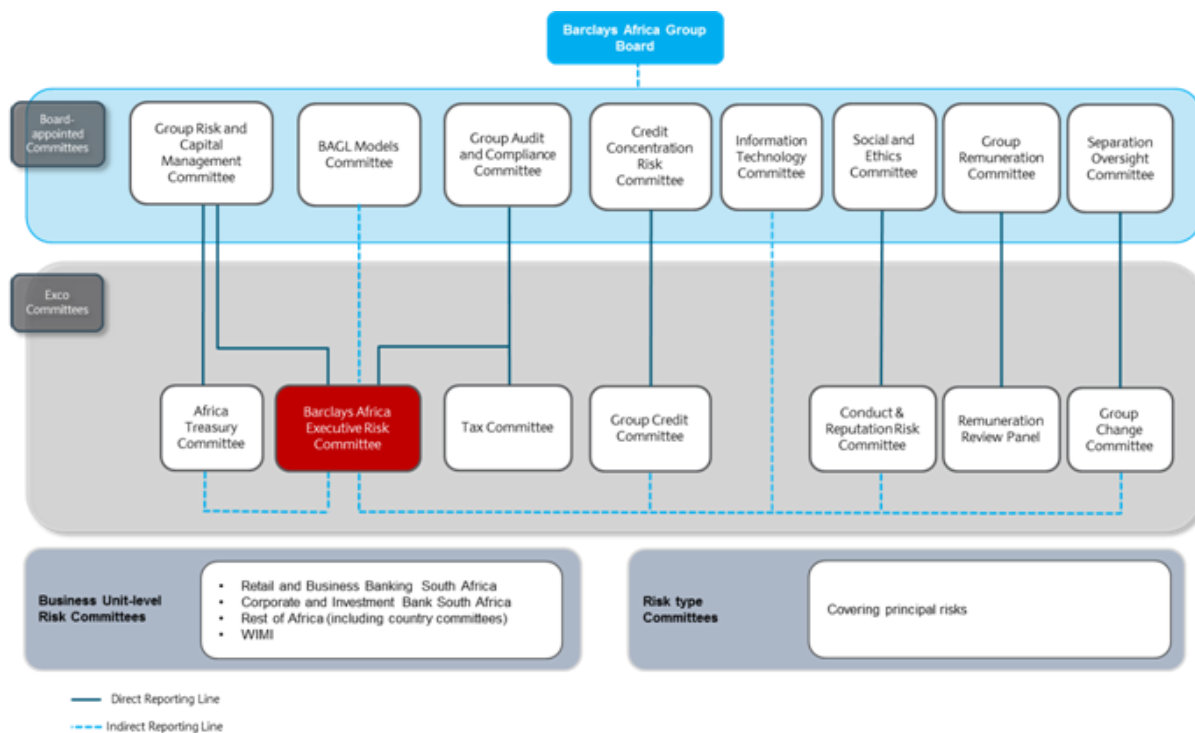 Barclays Africa Group
Board
Board-
appointed
Committees
Group Risk and
Capital
Management
Committee
BAGL Models
Committee
Group Audit
and Compliance
Committee
Credit
Concentration
Risk
Committee
Information
Technology
Committee
Social and
Ethics
Committee
Group
Remuneration
Committee
Separation
Oversight
Committee
Exco
Committees
Africa
Treasury
Committee
Barclays Africa
Executive Risk
Committee
Tax Committee
Group Credit
Committee
Conduct &
Reputation Risk
Committee
Remuneration
Review Panel
Group
Change
Committee
Business Unit-level
Risk Committees
• Retail and Business Banking South Africa
• Corporate and Investment Bank South Africa
• Rest of Africa (including country committees)
• WIMI
Risk type
Committees
Covering principal risks
Direct Reporting Line
Indirect Reporting Line